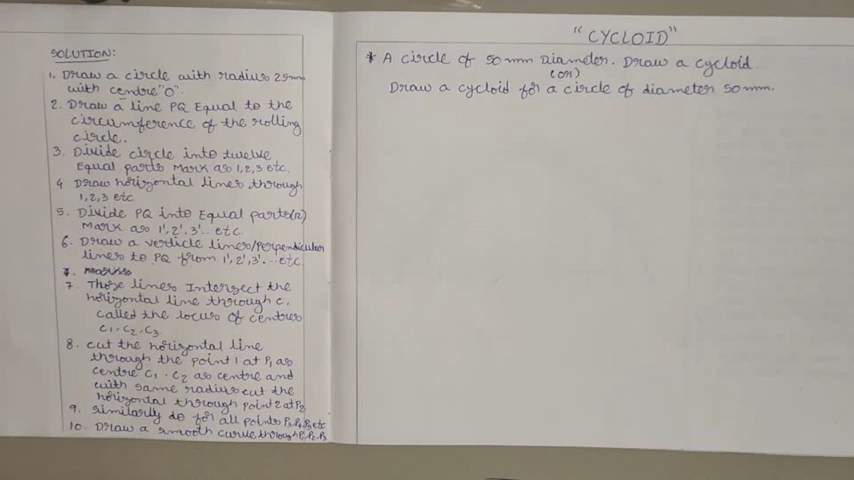 SOLUTION:
1. Draw a circle with radius 25mm
with centre "O".
2. Draw a line PQ Equal to the
circumference of the rolling
circle.
3. Divide circle into twelve
Equal parts Mark as 1,2,3 etc.
4 Draw horizontal lines through
1,2,3 etc
5. Divide PQ into Equal parts(12)
Mark as 1', 2', 3'... etc.
6. Draw a verticle lines/Perpendicular
lines to PQ from 1', 2', 3'....etc.
7.
7. These lines Intersect the
horizontal line through c.
called the locus of centres
C1. C2. C3.
8. cut the horizontal line
through the point 1 at P1 as
centre C1. C2 as centre and
with same radius cut the
horizontal through point 2 at P2
9. Similarly do for all points P3, P4, P5 etc
10. Draw a smooth curve through P1, P2, P3
"CYCLOID"
* A circle of 50mm Diameter. Draw a cycloid.
(OR)
Draw a cycloid for a circle of diameter 50mm.